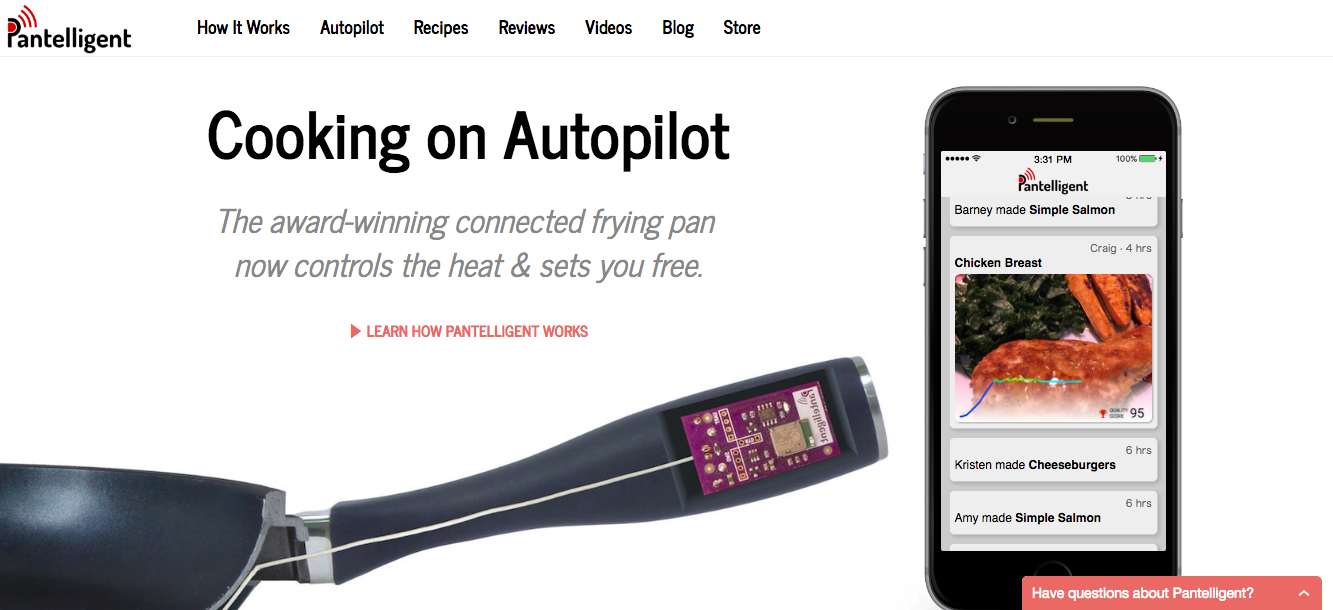 Pantelligent
How It Works
Autopilot
Recipes
Reviews
Videos
Blog
Store
Cooking on Autopilot
The award-winning connected frying pan
now controls the heat & sets you free.
LEARN HOW PANTELLIGENT WORKS
Pantelligent
3:31 PM
100%
Pantelligent
Barney made Simple Salmon
Craig · 4 hrs
Chicken Breast
QUALITY
SCORE
95
6 hrs
Kristen made Cheeseburgers
6 hrs
Amy made Simple Salmon
Have questions about Pantelligent?